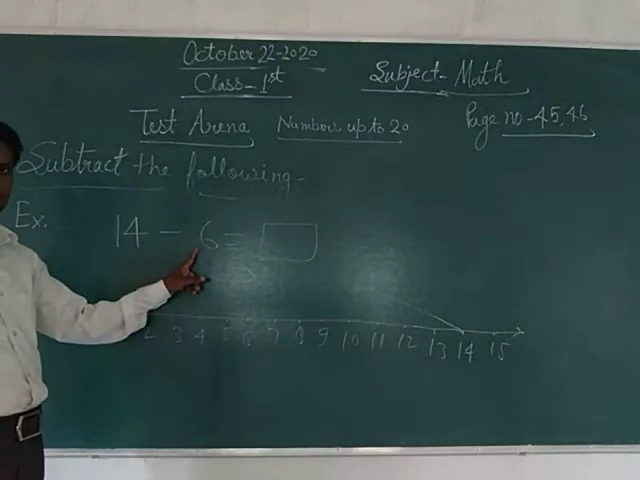 October 22-2020
Class - 1st
Subject - Math
Test Arena Numbers up to 20
Page no - 45, 46
Subtract the following -
Ex. 14 - 6 =
2 3 4 5 6 7 8 9 10 11 12 13 14 15